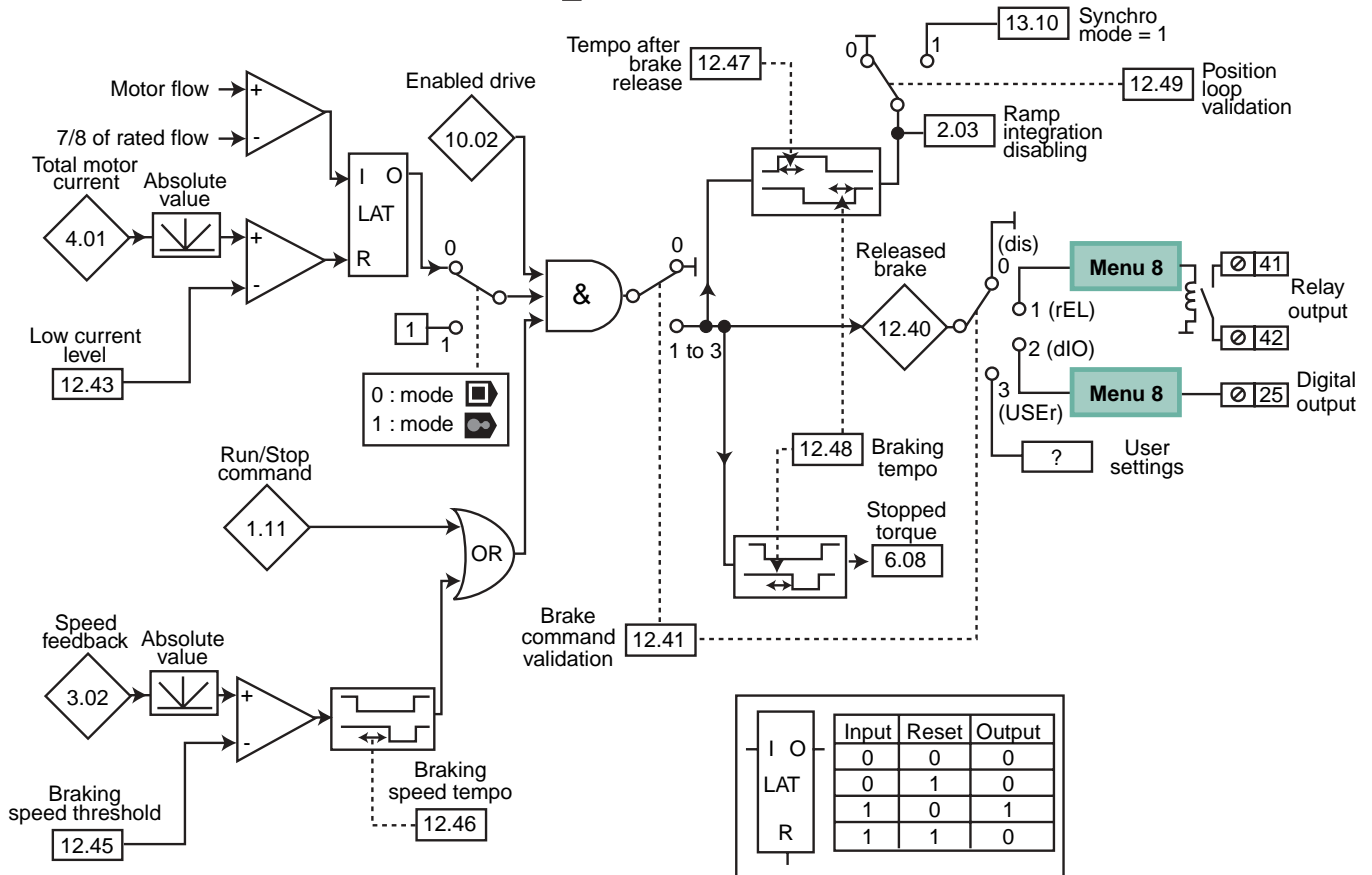 13.10
Synchro
mode = 1
Tempo after
brake
release
12.47
0
1
12.49
Position
loop
validation
Motor flow
+
7/8 of rated flow
-
Enabled drive
10.02
2.03
Ramp
integration
disabling
Total motor
current
4.01
Absolute
value
+
-
I O
LAT
R
Low current
level
12.43
0
1
1
&
0
1 to 3
0 : mode
1 : mode
Released
brake
12.40
(dis)
0
1 (rEL)
2 (dIO)
3
(USEr)
Menu 8
41
42
Relay
output
Menu 8
25
Digital
output
?
User
settings
12.48
Braking
tempo
Run/Stop
command
1.11
OR
Stopped
torque
6.08
Brake
command
validation
12.41
Speed
feedback
3.02
Absolute
value
+
-
Braking
speed threshold
12.45
Braking
speed tempo
12.46
I O
LAT
R
Input Reset Output
0 0 0
0 1 0
1 0 1
1 1 0